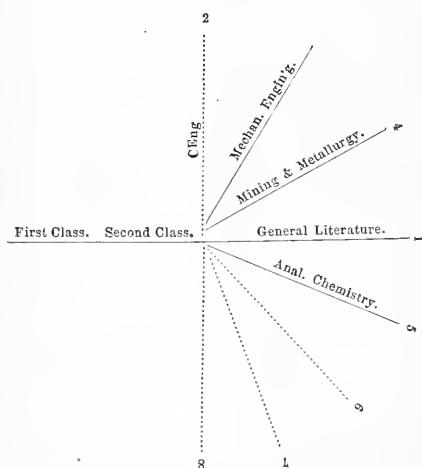 2
CEng
Mechan. Engin'g.
Mining & Metallurgy.
4
First Class. Second Class. General Literature. 1
Anal. Chemistry.
5
6
7
8